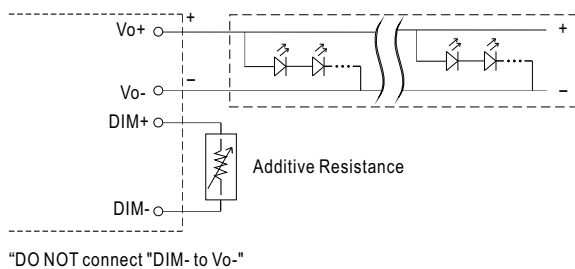 Vo+
+
+
Vo-
−
−
DIM+
Additive Resistance
DIM-
“DO NOT connect "DIM- to Vo-"